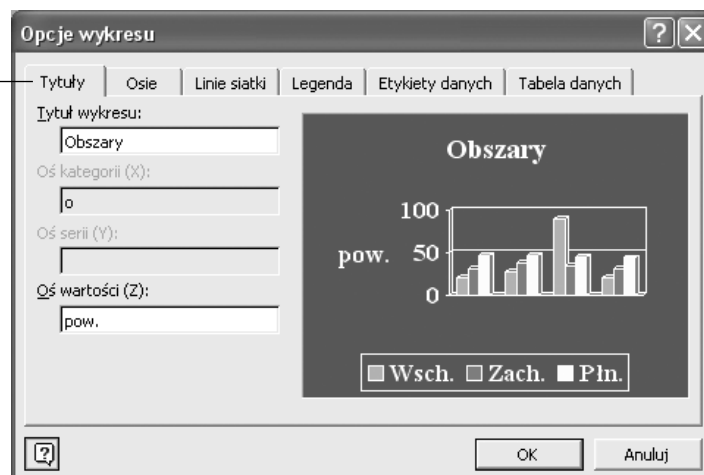 Opcje wykresu
Tytuły Osie Linie siatki Legenda Etykiety danych Tabela danych
Tytuł wykresu:
Obszary
Oś kategorii (X):
o
Oś serii (Y):
Oś wartości (Z):
pow.
Obszary
100
pow. 50
0
Wsch. Zach. Płn.
OK Anuluj